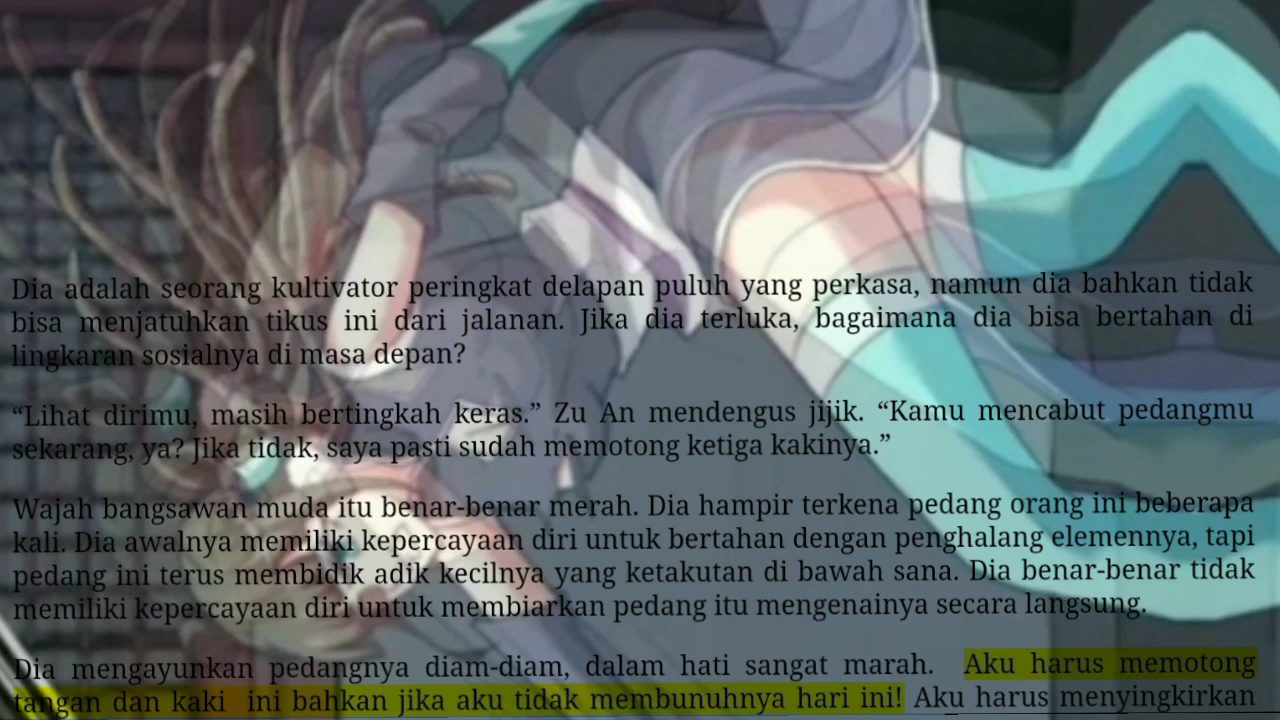 Dia adalah seorang kultivator peringkat delapan puluh yang perkasa, namun dia bahkan tidak
bisa menjatuhkan tikus ini dari jalanan. Jika dia terluka, bagaimana dia bisa bertahan di
lingkaran sosialnya di masa depan?
“Lihat dirimu, masih bertingkah keras.” Zu An mendengus jijik. “Kamu mencabut pedangmu
sekarang, ya? Jika tidak, saya pasti sudah memotong ketiga kakinya.”
Wajah bangsawan muda itu benar-benar merah. Dia hampir terkena pedang orang ini beberapa
kali. Dia awalnya memiliki kepercayaan diri untuk bertahan dengan penghalang elemennya, tapi
pedang ini terus membidik adik kecilnya yang ketakutan di bawah sana. Dia benar-benar tidak
memiliki kepercayaan diri untuk membiarkan pedang itu mengenainya secara langsung.
Dia mengayunkan pedangnya diam-diam, dalam hati sangat marah. Aku harus memotong
tangan dan kaki ini bahkan jika aku tidak membunuhnya hari ini! Aku harus menyingkirkan